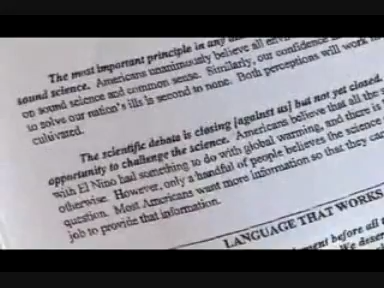 The most important principle in any
sound science. Americans unanimously believe all
on sound science and common sense. Similarly, our confidence
to solve our nation's ills is second to none. Both perceptions will work
cultivated.
The scientific debate is closing [against us] but not yet closed.
opportunity to challenge the science. Americans believe that all the
with El Nino had something to do with global warming, and there is
otherwise. However, only a handful of people believes the science
question. Most Americans want more information so that they can
job to provide that information.
LANGUAGE THAT WORKS
before all